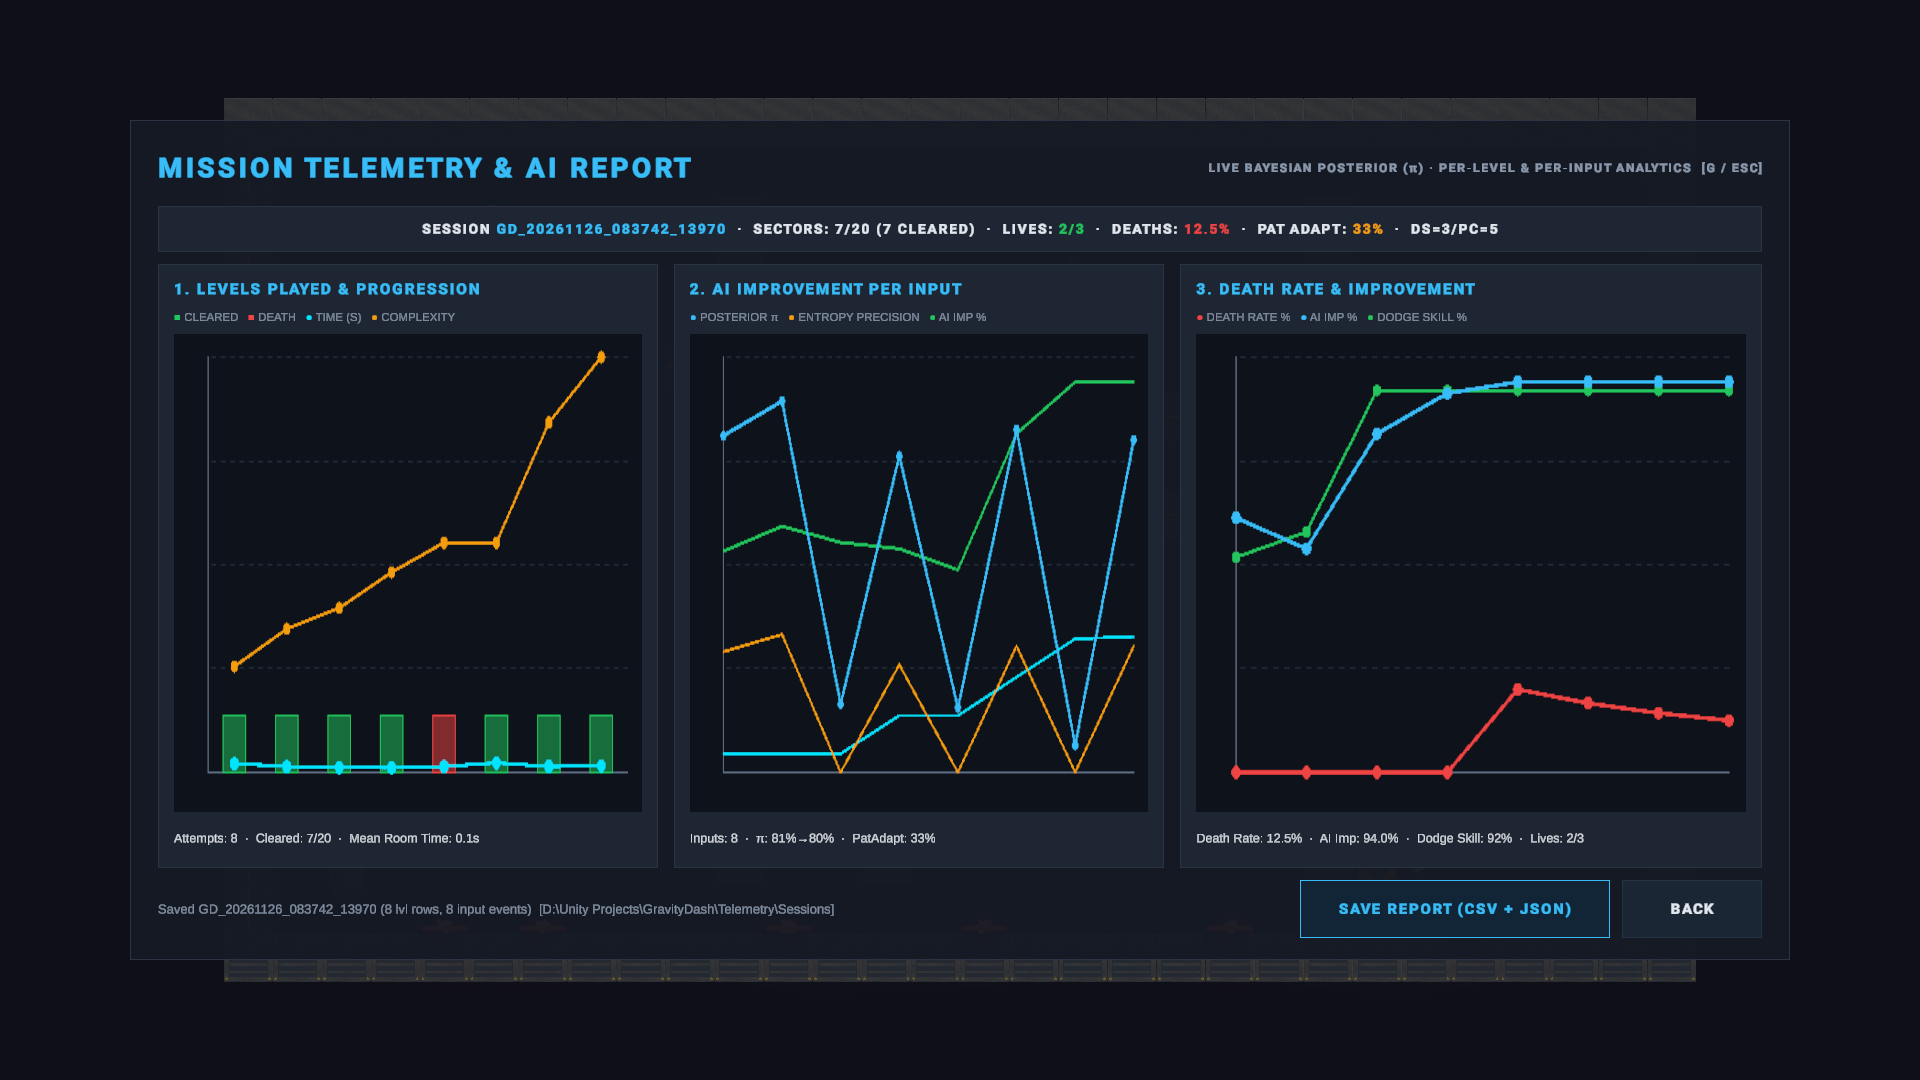 MISSION TELEMETRY & AI REPORT
LIVE BAYESIAN POSTERIOR (π) · PER-LEVEL & PER-INPUT ANALYTICS [G / ESC]
SESSION GD_20261126_083742_13970 · SECTORS: 7/20 (7 CLEARED) · LIVES: 2/3 · DEATHS: 12.5% · PAT ADAPT: 33% · DS=3/PC=5
1. LEVELS PLAYED & PROGRESSION
CLEARED DEATH TIME (S) COMPLEXITY
Attempts: 8 · Cleared: 7/20 · Mean Room Time: 0.1s
2. AI IMPROVEMENT PER INPUT
POSTERIOR π ENTROPY PRECISION AI IMP %
Inputs: 8 · π: 81%→80% · PatAdapt: 33%
3. DEATH RATE & IMPROVEMENT
DEATH RATE % AI IMP % DODGE SKILL %
Death Rate: 12.5% · AI Imp: 94.0% · Dodge Skill: 92% · Lives: 2/3
Saved GD_20261126_083742_13970 (8 lvl rows, 8 input events) [D:\Unity Projects\GravityDash\Telemetry\Sessions]
SAVE REPORT (CSV + JSON)
BACK